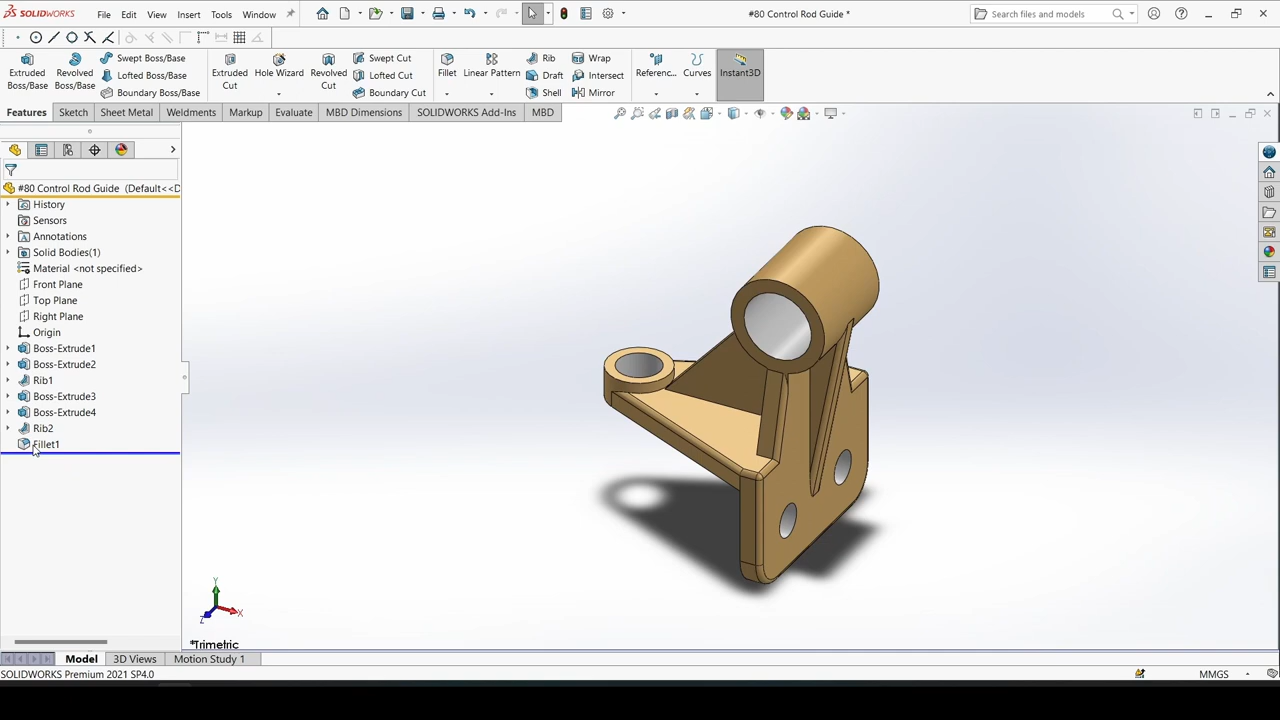 SOLIDWORKS File Edit View Insert Tools Window #80 Control Rod Guide * Search files and models
Extruded Boss/Base Revolved Boss/Base Swept Boss/Base Lofted Boss/Base Boundary Boss/Base Extruded Cut Hole Wizard Revolved Cut Swept Cut Lofted Cut Boundary Cut Fillet Linear Pattern Rib Draft Shell Wrap Intersect Mirror Referenc... Curves Instant3D
Features Sketch Sheet Metal Weldments Markup Evaluate MBD Dimensions SOLIDWORKS Add-Ins MBD
#80 Control Rod Guide (Default<<D
History
Sensors
Annotations
Solid Bodies(1)
Material <not specified>
Front Plane
Top Plane
Right Plane
Origin
Boss-Extrude1
Boss-Extrude2
Rib1
Boss-Extrude3
Boss-Extrude4
Rib2
Fillet1
Y
X
Z
*Trimetric
Model 3D Views Motion Study 1
SOLIDWORKS Premium 2021 SP4.0 MMGS